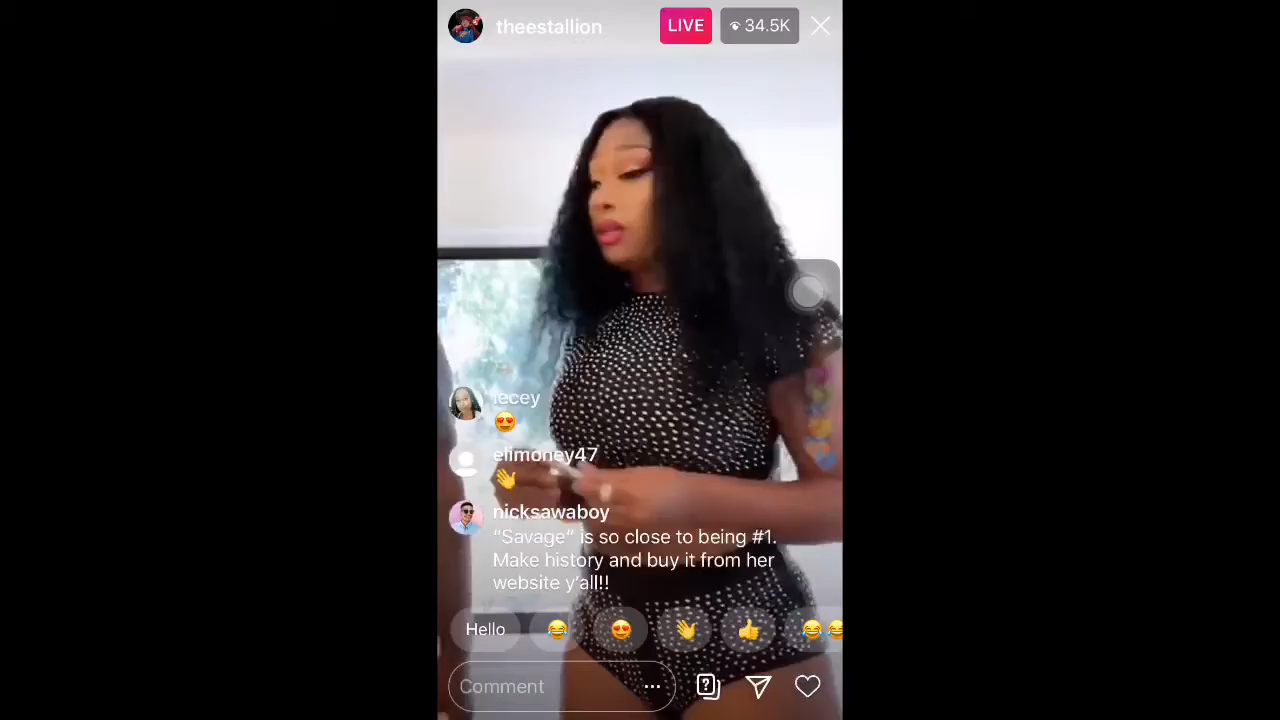 theestallion LIVE 34.5K
lecey
elimoney47
nicksawaboy
“Savage” is so close to being #1.
Make history and buy it from her
website y’all!!
Hello
Comment